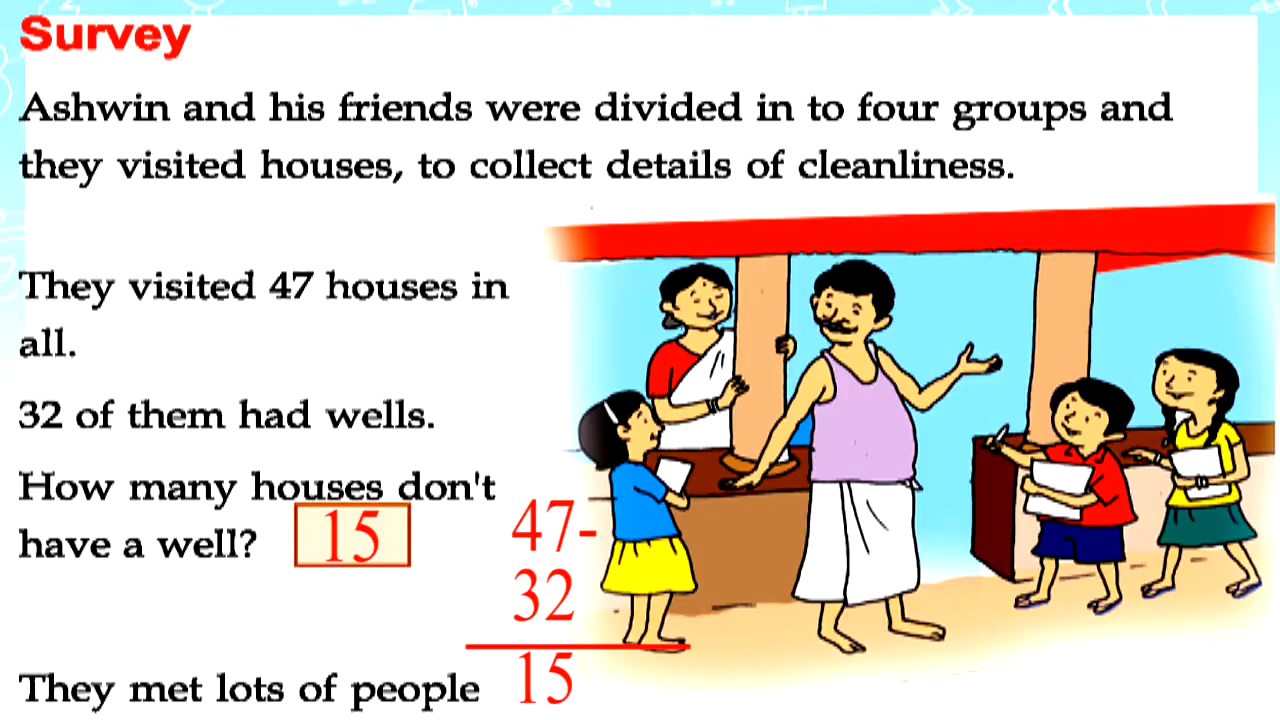 Survey
Ashwin and his friends were divided in to four groups and
they visited houses, to collect details of cleanliness.
They visited 47 houses in
all.
32 of them had wells.
How many houses don't
have a well? 15
47-
32
15
They met lots of people